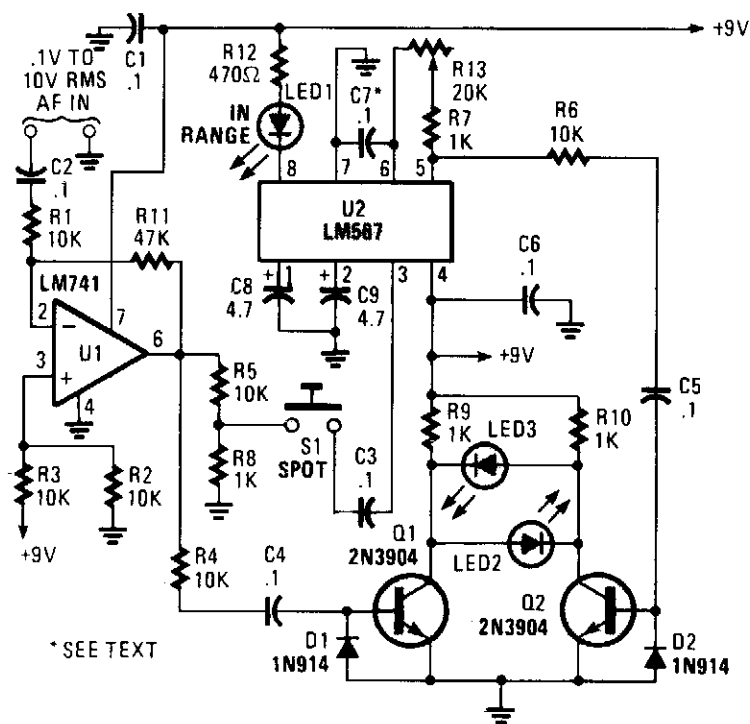 +9V
C1
.1
.1V TO
10V RMS
AF IN
R12
470Ω
LED1
IN
RANGE
C7*
.1
R13
20K
R7
1K
R6
10K
C2
.1
R1
10K
R11
47K
8
7
6
5
U2
LM567
1
2
3
4
+
C8
4.7
+
C9
4.7
C6
.1
LM741
2
−
7
U1
6
3
+
4
R5
10K
S1
SPOT
R8
1K
C3
.1
+9V
R9
1K
LED3
R10
1K
C5
.1
R3
10K
R2
10K
+9V
LED2
Q1
2N3904
R4
10K
C4
.1
Q2
2N3904
D1
1N914
D2
1N914
*SEE TEXT